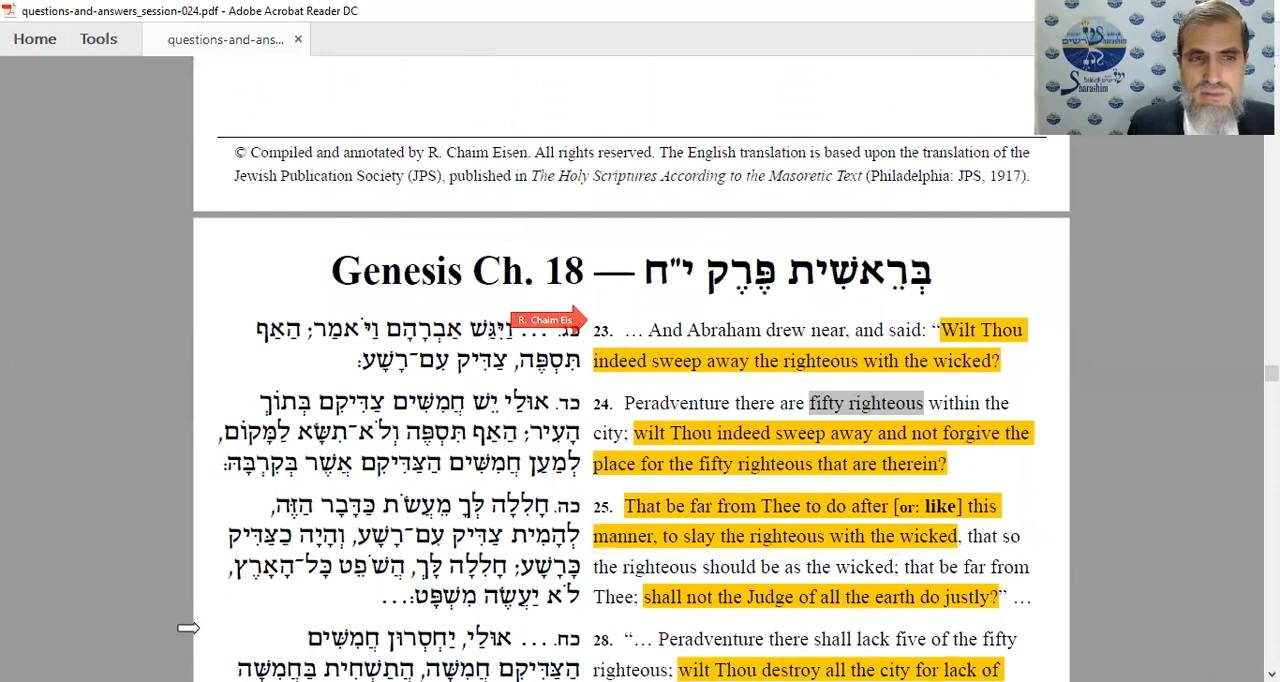 questions-and-answers_session-024.pdf - Adobe Acrobat Reader DC
Home Tools questions-and-ans... ×
© Compiled and annotated by R. Chaim Eisen. All rights reserved. The English translation is based upon the translation of the
Jewish Publication Society (JPS), published in The Holy Scriptures According to the Masoretic Text (Philadelphia: JPS, 1917).
Genesis Ch. 18 — בְּרֵאשִׁית פֶּרֶק י"ח
R. Chaim Eis
כג. … וַיִּגַּשׁ אַבְרָהָם וַיֹּאמַר; הַאַף
תִּסְפֶּה, צַדִּיק עִם־רָשָׁע:
23. … And Abraham drew near, and said: “Wilt Thou
indeed sweep away the righteous with the wicked?
כד. אוּלַי יֵשׁ חֲמִשִּׁים צַדִּיקִם בְּתוֹךְ
הָעִיר; הַאַף תִּסְפֶּה וְלֹא־תִשָּׂא לַמָּקוֹם,
לְמַעַן חֲמִשִּׁים הַצַּדִּיקִם אֲשֶׁר בְּקִרְבָּהּ:
24. Peradventure there are fifty righteous within the
city; wilt Thou indeed sweep away and not forgive the
place for the fifty righteous that are therein?
כה. חָלִלָה לְּךָ מֵעֲשֹׂת כַּדָּבָר הַזֶּה,
לְהָמִית צַדִּיק עִם־רָשָׁע, וְהָיָה כַצַּדִּיק
כָּרָשָׁע; חָלִלָה לָּךְ, הֲשֹׁפֵט כָּל־הָאָרֶץ,
לֹא יַעֲשֶׂה מִשְׁפָּט:…
25. That be far from Thee to do after [or: like] this
manner, to slay the righteous with the wicked, that so
the righteous should be as the wicked; that be far from
Thee; shall not the Judge of all the earth do justly?” …
כח. … אוּלַי, יַחְסְרוּן חֲמִשִּׁים
הַצַּדִּיקִם חֲמִשָּׁה, הֲתַשְׁחִית בַּחֲמִשָּׁה
28. “… Peradventure there shall lack five of the fifty
righteous; wilt Thou destroy all the city for lack of
שרשים
Sharashim